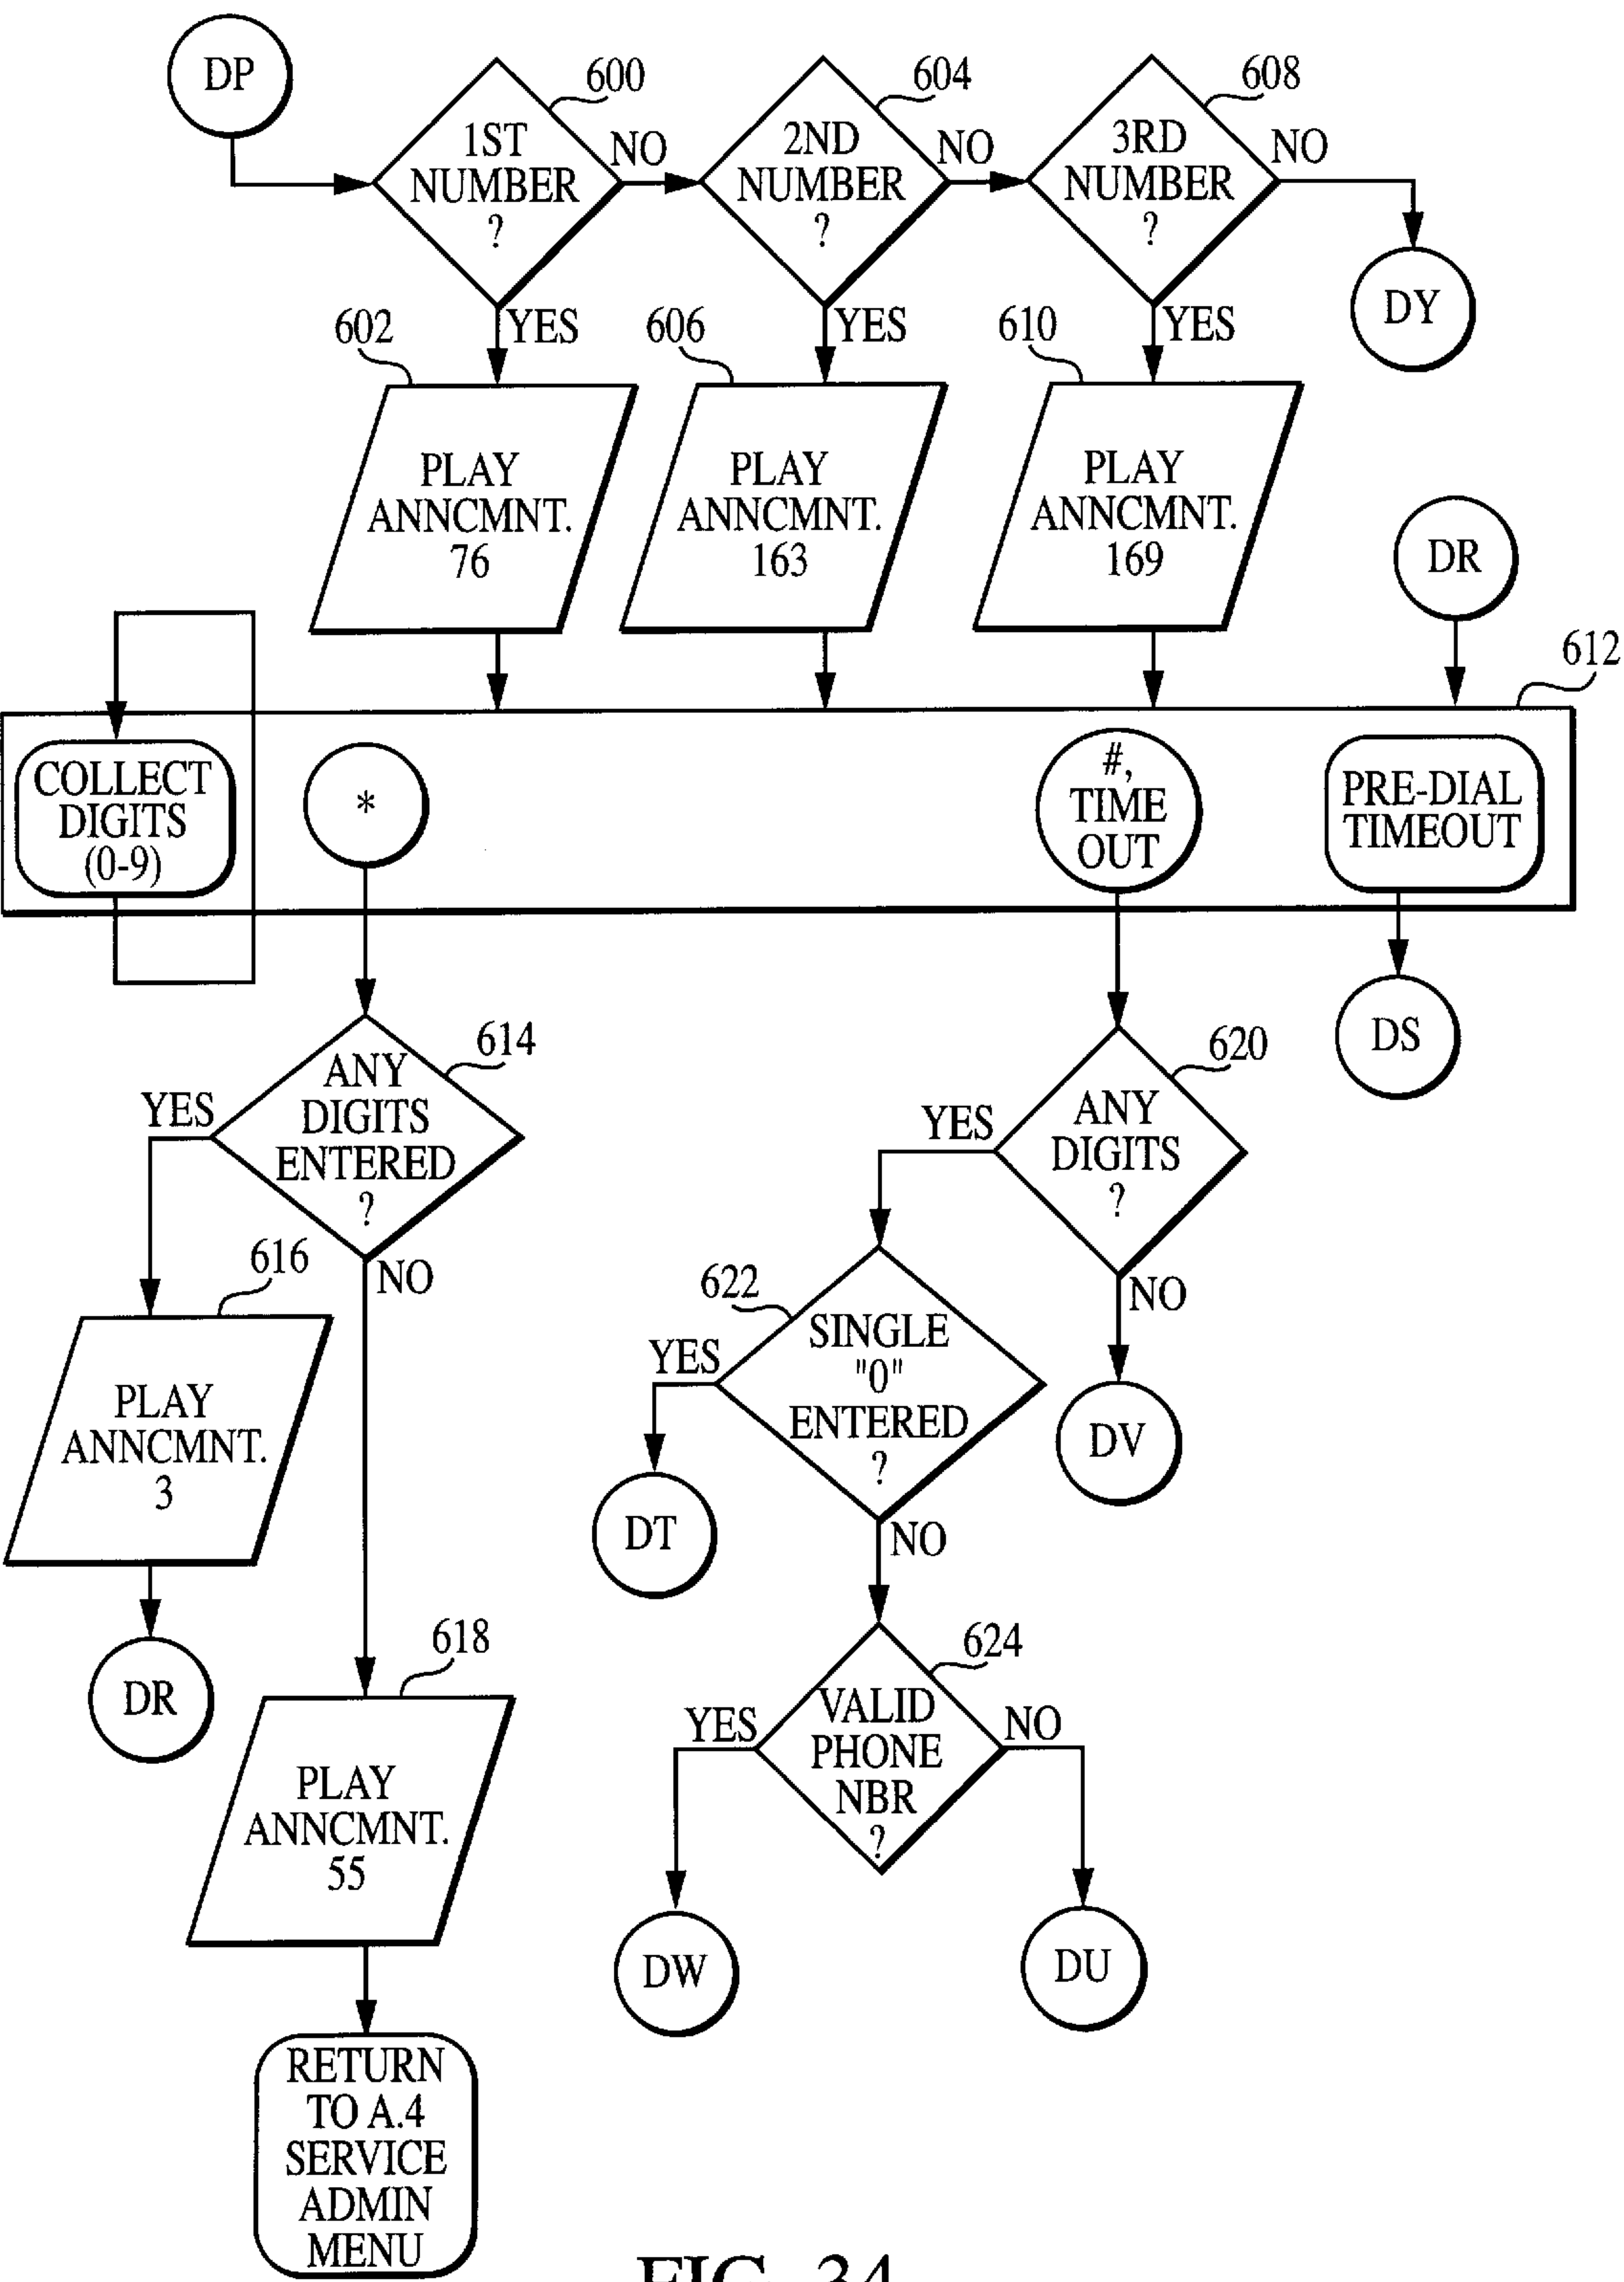 DP
600
604
608
1ST
NUMBER
?
NO
2ND
NUMBER
?
NO
3RD
NUMBER
?
NO
DY
YES
YES
YES
602
606
610
PLAY
ANNCMNT.
76
PLAY
ANNCMNT.
163
PLAY
ANNCMNT.
169
DR
612
COLLECT
DIGITS
(0-9)
*
#,
TIME
OUT
PRE-DIAL
TIMEOUT
DS
614
ANY
DIGITS
ENTERED
?
YES
NO
620
ANY
DIGITS
?
YES
NO
616
PLAY
ANNCMNT.
3
DR
622
SINGLE
"0"
ENTERED
?
YES
NO
DV
DT
618
PLAY
ANNCMNT.
55
624
VALID
PHONE
NBR
?
YES
NO
DW
DU
RETURN
TO A.4
SERVICE
ADMIN
MENU
FIG. 34